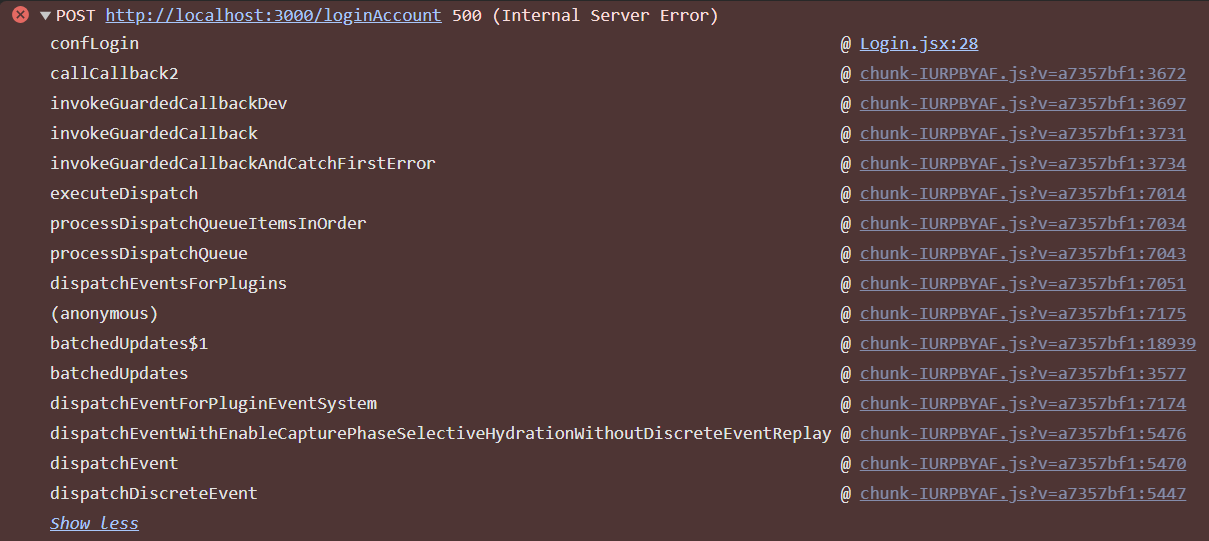 ▼POST http://localhost:3000/loginAccount 500 (Internal Server Error)
confLogin @ Login.jsx:28
callCallback2 @ chunk-IURPBYAF.js?v=a7357bf1:3672
invokeGuardedCallbackDev @ chunk-IURPBYAF.js?v=a7357bf1:3697
invokeGuardedCallback @ chunk-IURPBYAF.js?v=a7357bf1:3731
invokeGuardedCallbackAndCatchFirstError @ chunk-IURPBYAF.js?v=a7357bf1:3734
executeDispatch @ chunk-IURPBYAF.js?v=a7357bf1:7014
processDispatchQueueItemsInOrder @ chunk-IURPBYAF.js?v=a7357bf1:7034
processDispatchQueue @ chunk-IURPBYAF.js?v=a7357bf1:7043
dispatchEventsForPlugins @ chunk-IURPBYAF.js?v=a7357bf1:7051
(anonymous) @ chunk-IURPBYAF.js?v=a7357bf1:7175
batchedUpdates$1 @ chunk-IURPBYAF.js?v=a7357bf1:18939
batchedUpdates @ chunk-IURPBYAF.js?v=a7357bf1:3577
dispatchEventForPluginEventSystem @ chunk-IURPBYAF.js?v=a7357bf1:7174
dispatchEventWithEnableCapturePhaseSelectiveHydrationWithoutDiscreteEventReplay @ chunk-IURPBYAF.js?v=a7357bf1:5476
dispatchEvent @ chunk-IURPBYAF.js?v=a7357bf1:5470
dispatchDiscreteEvent @ chunk-IURPBYAF.js?v=a7357bf1:5447
Show less